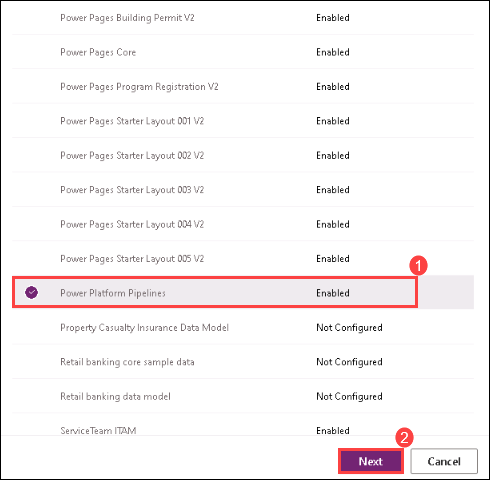 Power Pages Building Permit V2 Enabled
Power Pages Core Enabled
Power Pages Program Registration V2 Enabled
Power Pages Starter Layout 001 V2 Enabled
Power Pages Starter Layout 002 V2 Enabled
Power Pages Starter Layout 003 V2 Enabled
Power Pages Starter Layout 004 V2 Enabled
Power Pages Starter Layout 005 V2 Enabled
1
Power Platform Pipelines Enabled
Property Casualty Insurance Data Model Not Configured
Retail banking core sample data Not Configured
Retail banking data model Not Configured
ServiceTeam ITAM Enabled
2
Next Cancel